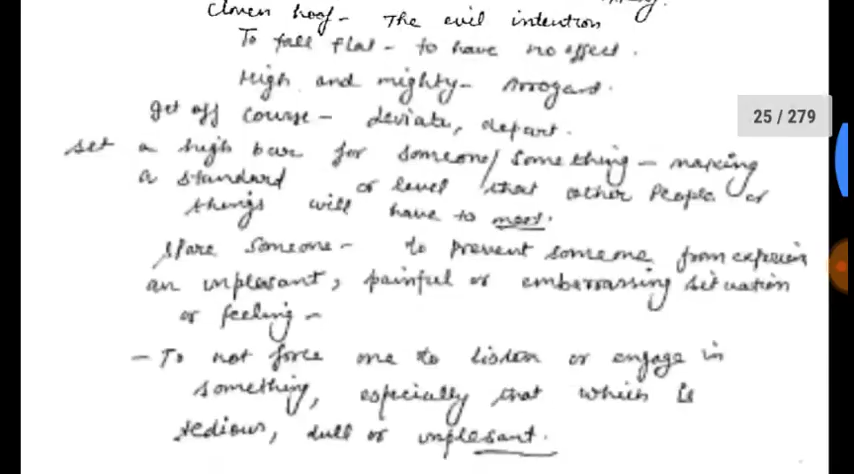 Cloven hoof - The evil intention
To fall flat - to have no effect.
High and mighty - Arrogant.
get off course - deviate, depart.
25 / 279
set a high bar for someone/ something - making
a standard or level that other people or
things will have to meet.
spare someone - to prevent someone from experien
an unpleasant, painful or embarrassing situation
or feeling -
- To not force one to listen or engage in
something, especially that which is
tedious, dull or unplesant.